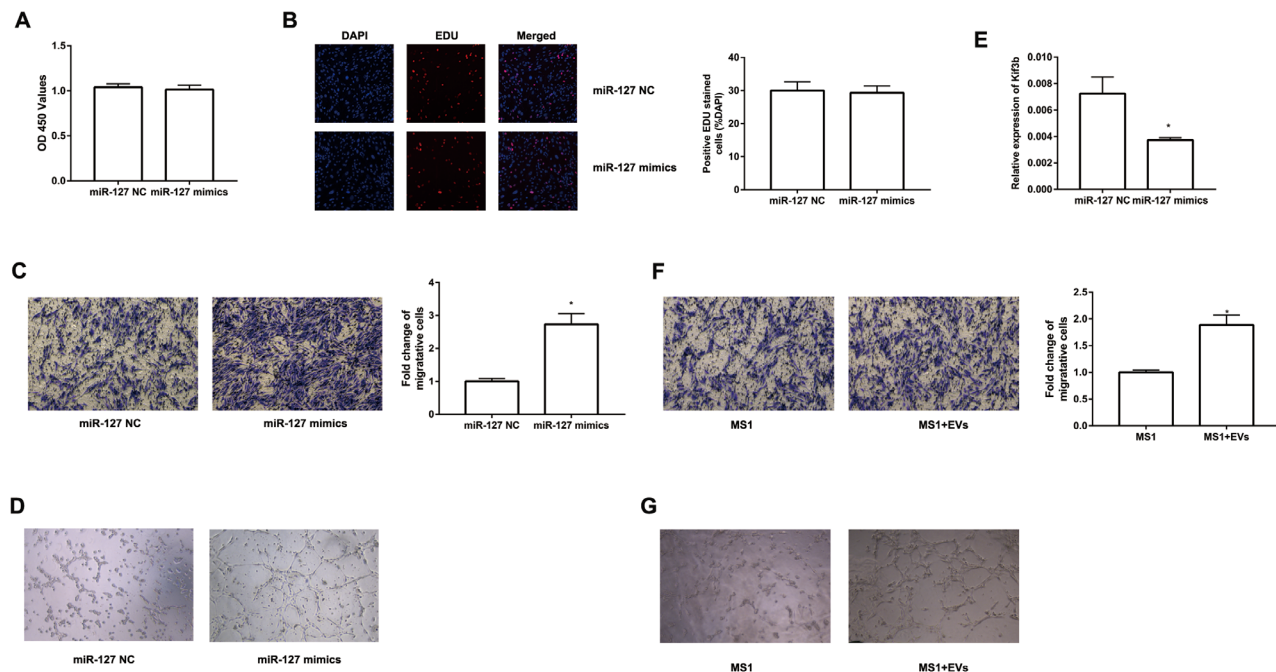 A
OD 450 Values
1.5
1.0
0.5
0.0
miR-127 NC miR-127 mimics
B
DAPI EDU Merged
miR-127 NC
miR-127 mimics
Positive EDU stained
cells (%DAPI)
40
30
20
10
0
miR-127 NC miR-127 mimics
E
Relative expression of Kif3b
0.010
0.008
0.006
0.004
0.002
0.000
*
miR-127 NC miR-127 mimics
C
miR-127 NC
miR-127 mimics
Fold change of
migratative cells
4
3
2
1
0
*
miR-127 NC miR-127 mimics
F
MS1
MS1+EVs
Fold change of
migratative cells
2.5
2.0
1.5
1.0
0.5
0.0
*
MS1 MS1+EVs
D
miR-127 NC
miR-127 mimics
G
MS1
MS1+EVs